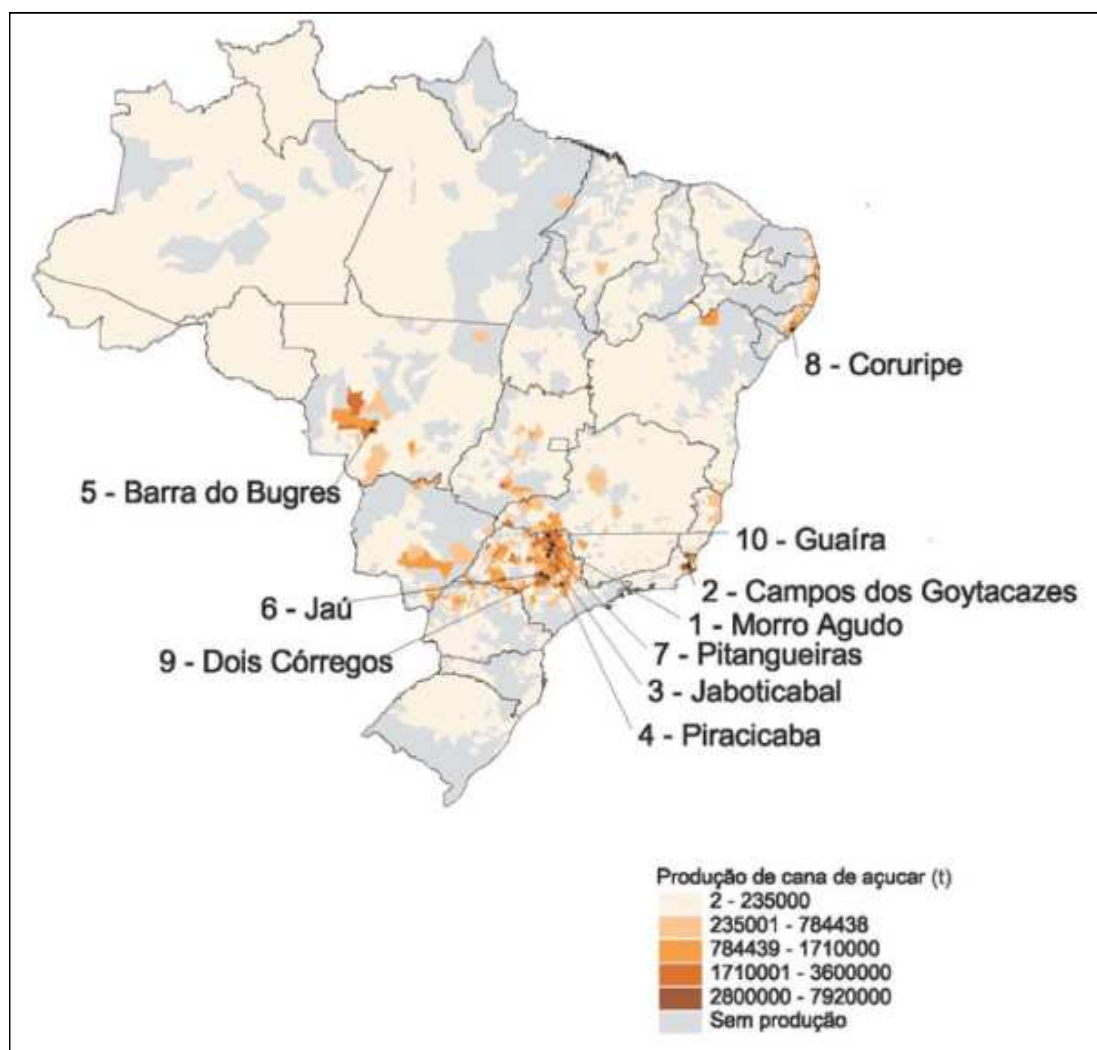 8 - Coruripe
5 - Barra do Bugres
10 - Guaíra
2 - Campos dos Goytacazes
6 - Jaú
1 - Morro Agudo
9 - Dois Córregos
7 - Pitangueiras
3 - Jaboticabal
4 - Piracicaba
Produção de cana de açucar (t)
2 - 235000
235001 - 784438
784439 - 1710000
1710001 - 3600000
2800000 - 7920000
Sem produção